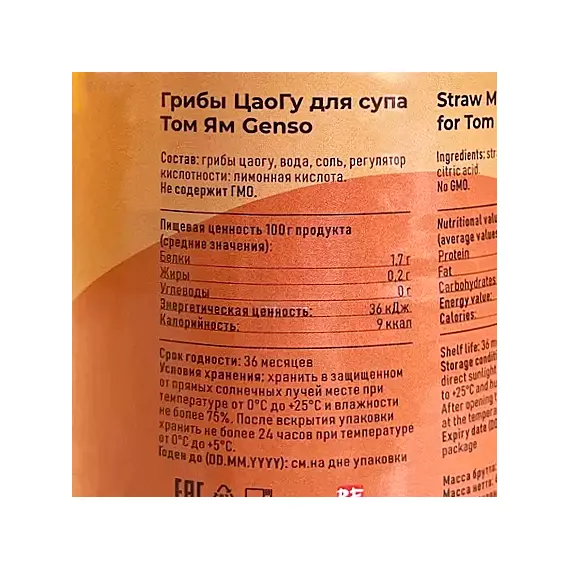 Грибы ЦаоГу для супа
Том Ям Genso
Состав: грибы цаогу, вода, соль, регулятор
кислотности: лимонная кислота.
Не содержит ГМО.
Пищевая ценность 100 г продукта
(средние значения):
Белки 1,7 г
Жиры 0,2 г
Углеводы 0 г
Энергетическая ценность: 36 кДж
Калорийность: 9 ккал
Срок годности: 36 месяцев
Условия хранения: хранить в защищенном
от прямых солнечных лучей месте при
температуре от 0°С до +25°С и влажности
не более 75%. После вскрытия упаковки
хранить не более 24 часов при температуре
от 0°С до +5°С.
Годен до (DD.MM.YYYY): см.на дне упаковки
EAC
Straw M
for Tom
Ingredients: str
citric acid.
No GMO.
Nutritional valu
(average values
Protein
Fat
Carbohydrates
Energy value:
Calories:
Shelf life: 36 m
Storage condit
direct sunlight
to +25°C and hu
After opening t
at the temperat
Expiry date (DD
package
Масса брутто:
Масса нетто: